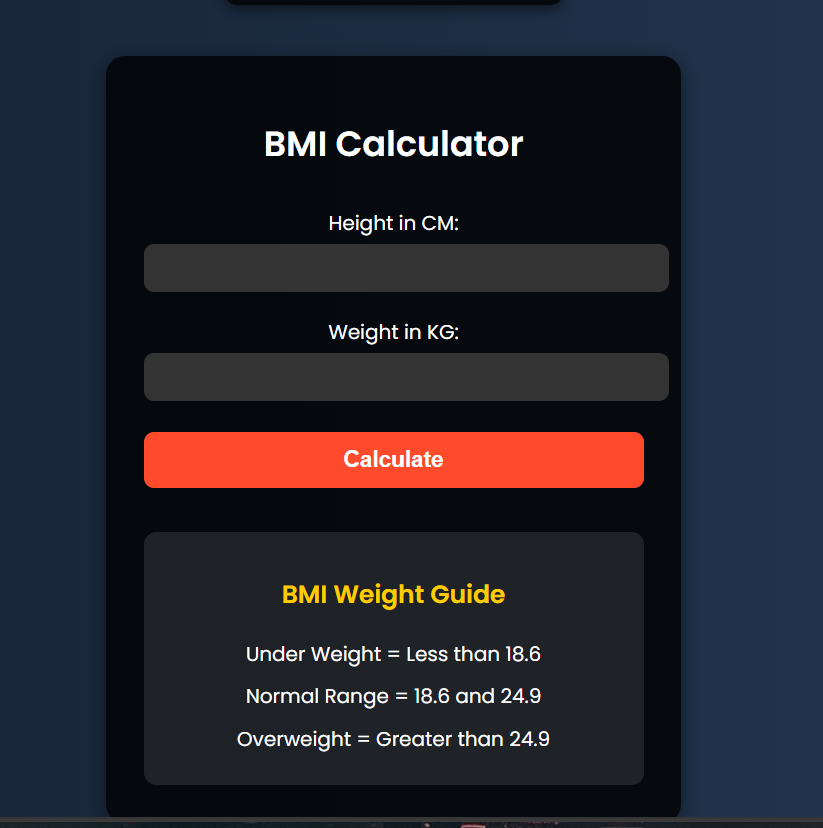 BMI Calculator
Height in CM:
Weight in KG:
Calculate
BMI Weight Guide
Under Weight = Less than 18.6
Normal Range = 18.6 and 24.9
Overweight = Greater than 24.9